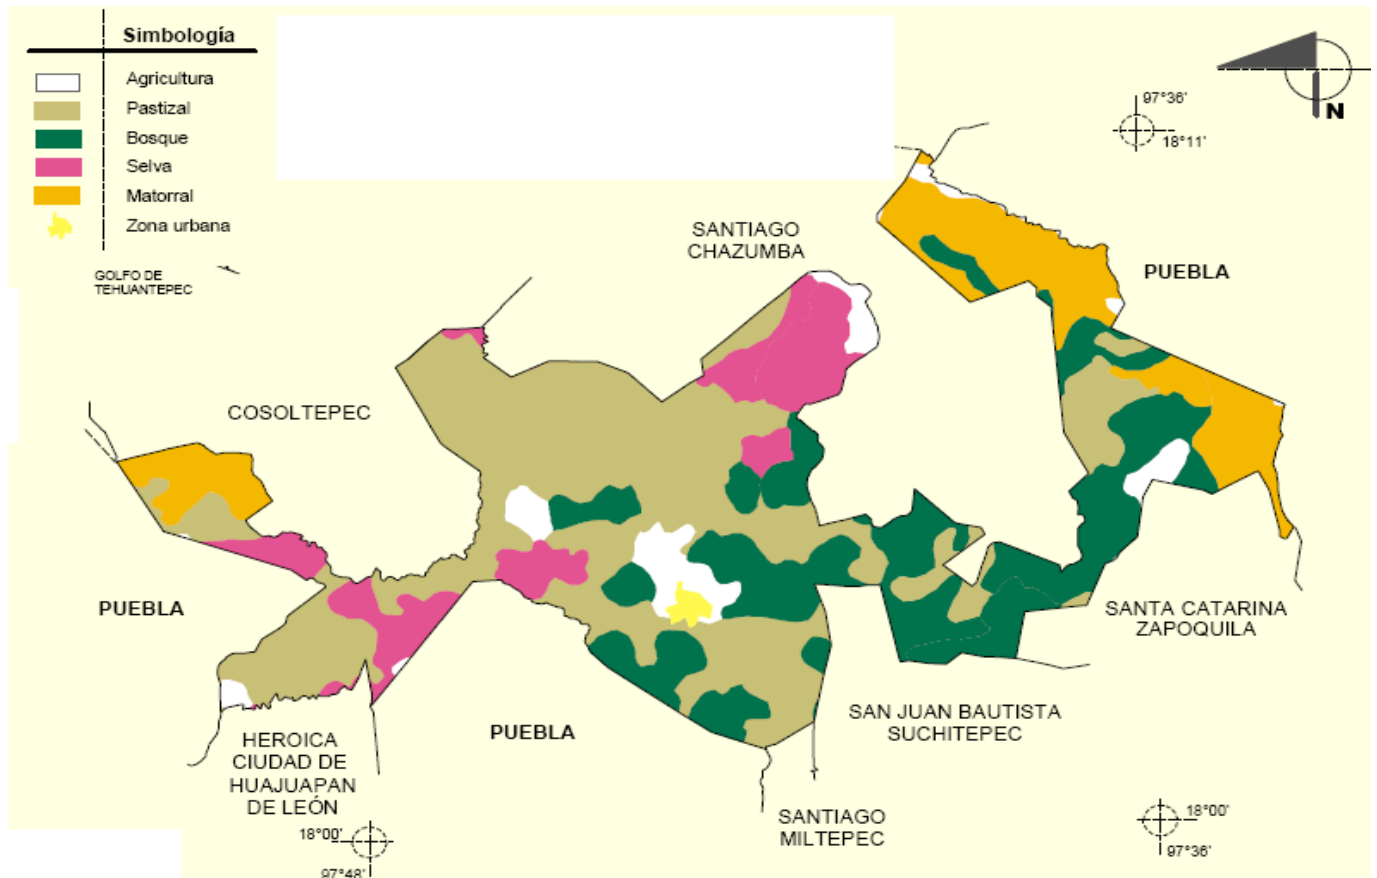 Simbología
Agricultura
Pastizal
Bosque
Selva
Matorral
Zona urbana
GOLFO DE
TEHUANTEPEC
N
97°36'
18°11'
SANTIAGO
CHAZUMBA
PUEBLA
COSOLTEPEC
PUEBLA
SANTA CATARINA
ZAPOQUILA
PUEBLA
SAN JUAN BAUTISTA
SUCHITEPEC
HEROICA
CIUDAD DE
HUAJUAPAN
DE LEÓN
SANTIAGO
MILTEPEC
18°00'
97°48'
18°00'
97°36'